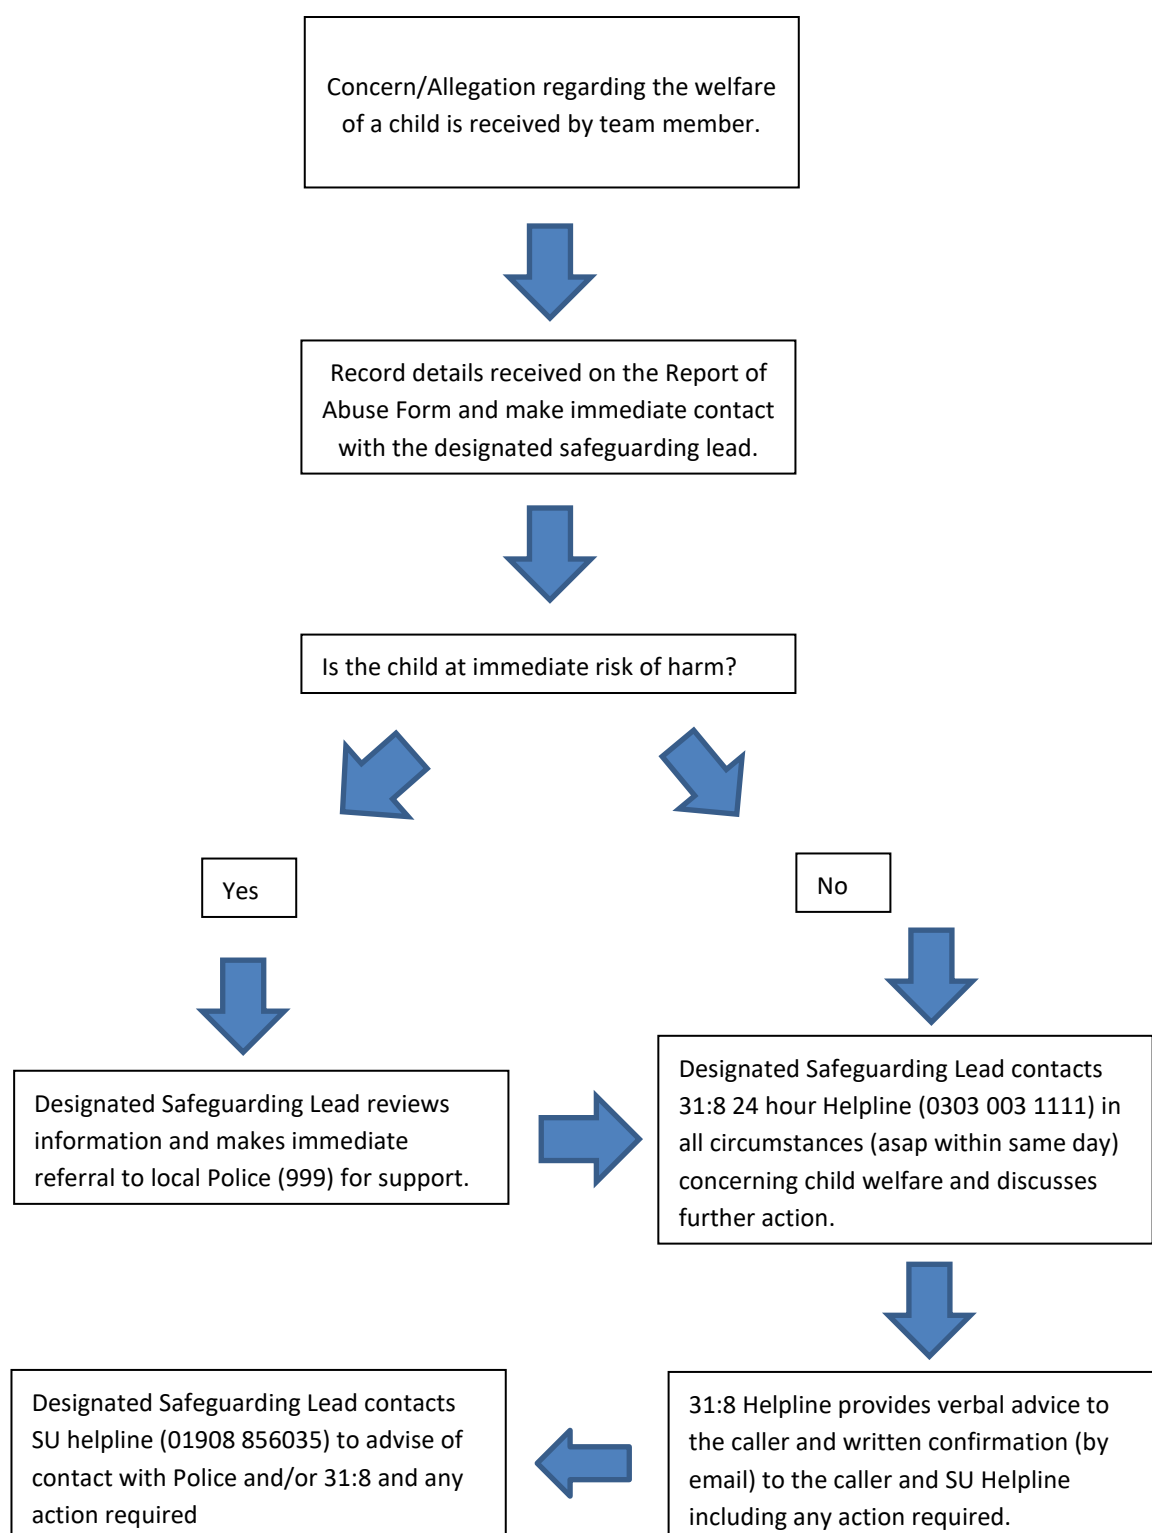 Concern/Allegation regarding the welfare
of a child is received by team member.
Record details received on the Report of
Abuse Form and make immediate contact
with the designated safeguarding lead.
Is the child at immediate risk of harm?
Yes
No
Designated Safeguarding Lead reviews
information and makes immediate
referral to local Police (999) for support.
Designated Safeguarding Lead contacts
31:8 24 hour Helpline (0303 003 1111) in
all circumstances (asap within same day)
concerning child welfare and discusses
further action.
31:8 Helpline provides verbal advice to
the caller and written confirmation (by
email) to the caller and SU Helpline
including any action required.
Designated Safeguarding Lead contacts
SU helpline (01908 856035) to advise of
contact with Police and/or 31:8 and any
action required